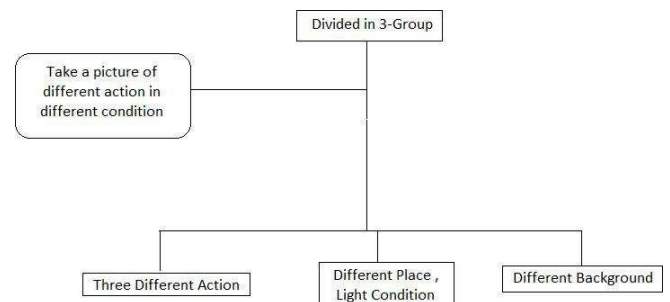 Divided in 3-Group
Take a picture of
different action in
different condition
Three Different Action
Different Place ,
Light Condition
Different Background